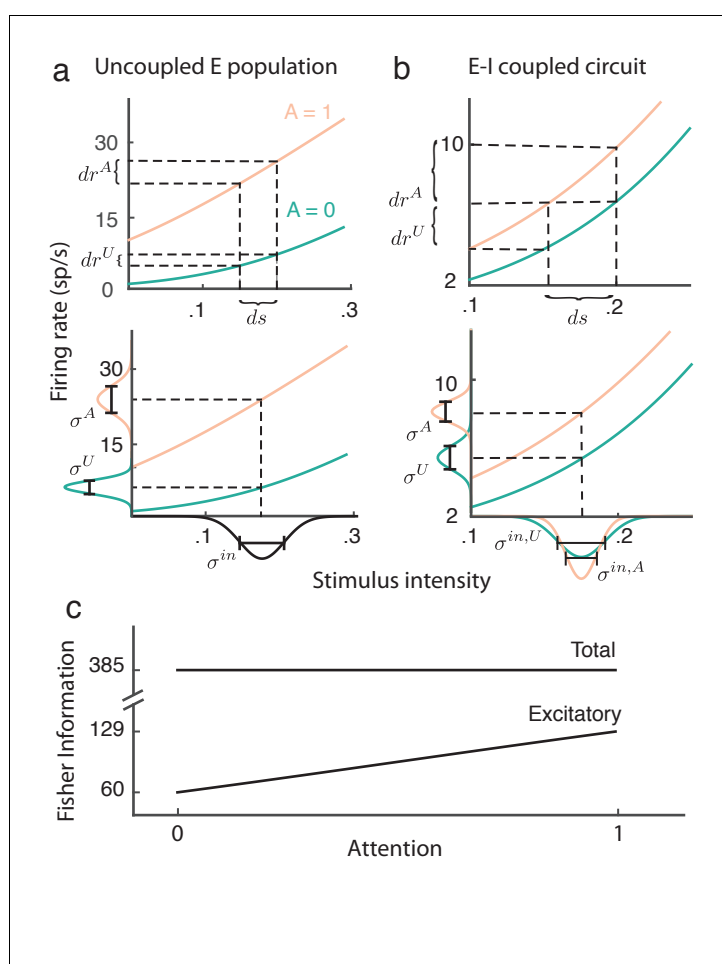 a Uncoupled E population
b E-I coupled circuit
Firing rate (sp/s)
A = 1
A = 0
30
15
0
dr^A
dr^U
.1
.3
ds
10
2
dr^A
dr^U
.1
.2
ds
30
15
σ^A
σ^U
.1
.3
σ^{in}
10
2
σ^A
σ^U
.2
σ^{in,U}
σ^{in,A}
Stimulus intensity
c
Fisher Information
385
129
60
Total
Excitatory
0
1
Attention